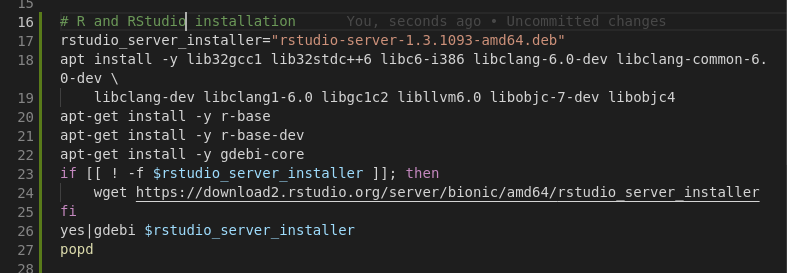 15
16 # R and RStudio installation You, seconds ago • Uncommitted changes
17 rstudio_server_installer="rstudio-server-1.3.1093-amd64.deb"
18 apt install -y lib32gcc1 lib32stdc++6 libc6-i386 libclang-6.0-dev libclang-common-6.
0-dev \
19 libclang-dev libclang1-6.0 libgc1c2 libllvm6.0 libobjc-7-dev libobjc4
20 apt-get install -y r-base
21 apt-get install -y r-base-dev
22 apt-get install -y gdebi-core
23 if [[ ! -f $rstudio_server_installer ]]; then
24 wget https://download2.rstudio.org/server/bionic/amd64/rstudio_server_installer
25 fi
26 yes|gdebi $rstudio_server_installer
27 popd
28